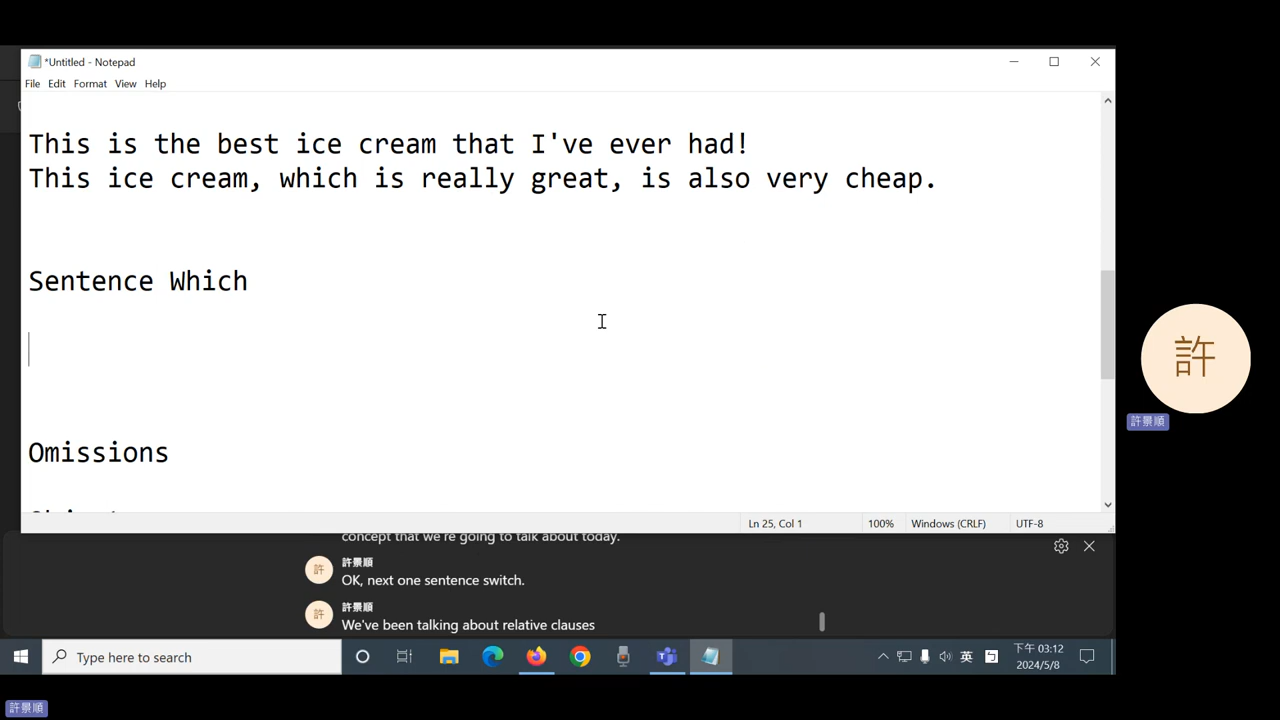 *Untitled - Notepad
File Edit Format View Help
This is the best ice cream that I've ever had!
This ice cream, which is really great, is also very cheap.
Sentence Which
Omissions
Ln 25, Col 1 100% Windows (CRLF) UTF-8
concept that we're going to talk about today.
許景順
許 OK, next one sentence switch.
許景順
許 We've been talking about relative clauses
許
許景順
Type here to search
英
下午 03:12
2024/5/8
許景順